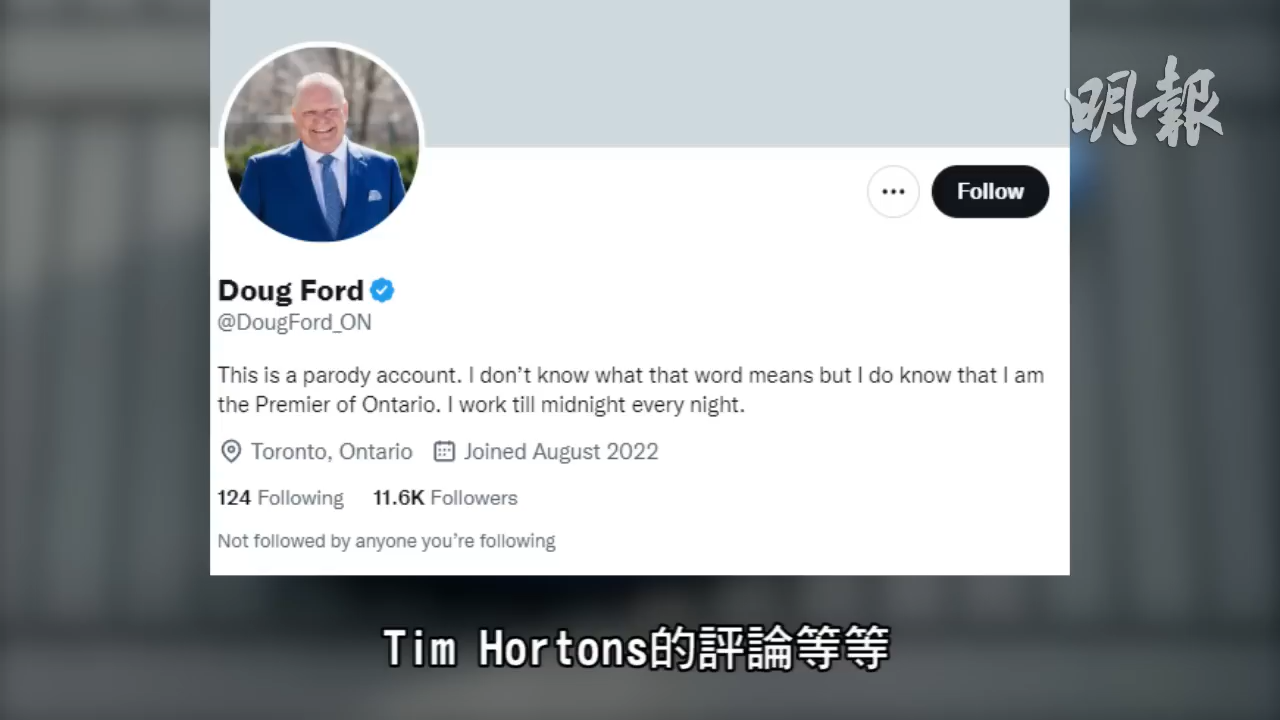 明報
Follow
Doug Ford
@DougFord_ON
This is a parody account. I don’t know what that word means but I do know that I am
the Premier of Ontario. I work till midnight every night.
Toronto, Ontario Joined August 2022
124 Following 11.6K Followers
Not followed by anyone you’re following
Tim Hortons的評論等等